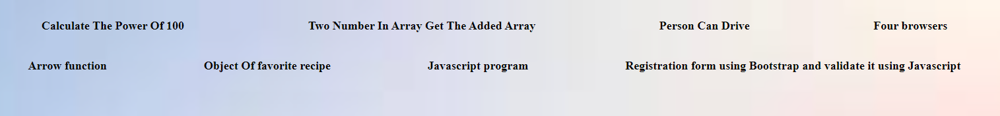 Calculate The Power Of 100 Two Number In Array Get The Added Array Person Can Drive Four browsers
Arrow function Object Of favorite recipe Javascript program Registration form using Bootstrap and validate it using Javascript